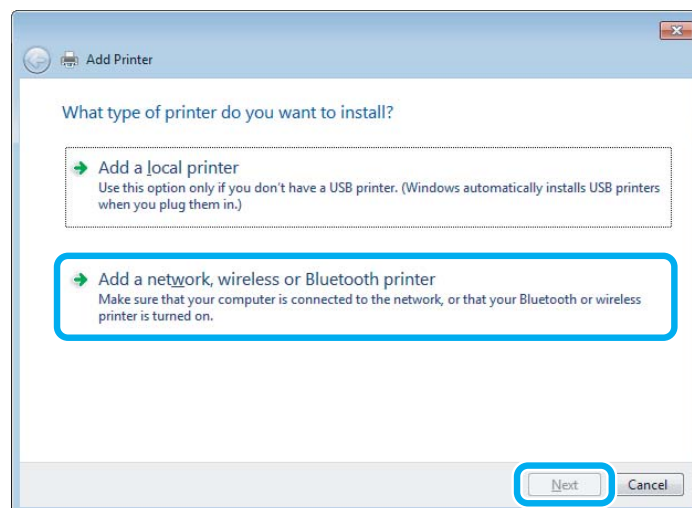 Add Printer
What type of printer do you want to install?
Add a local printer
Use this option only if you don't have a USB printer. (Windows automatically installs USB printers
when you plug them in.)
Add a network, wireless or Bluetooth printer
Make sure that your computer is connected to the network, or that your Bluetooth or wireless
printer is turned on.
Next Cancel